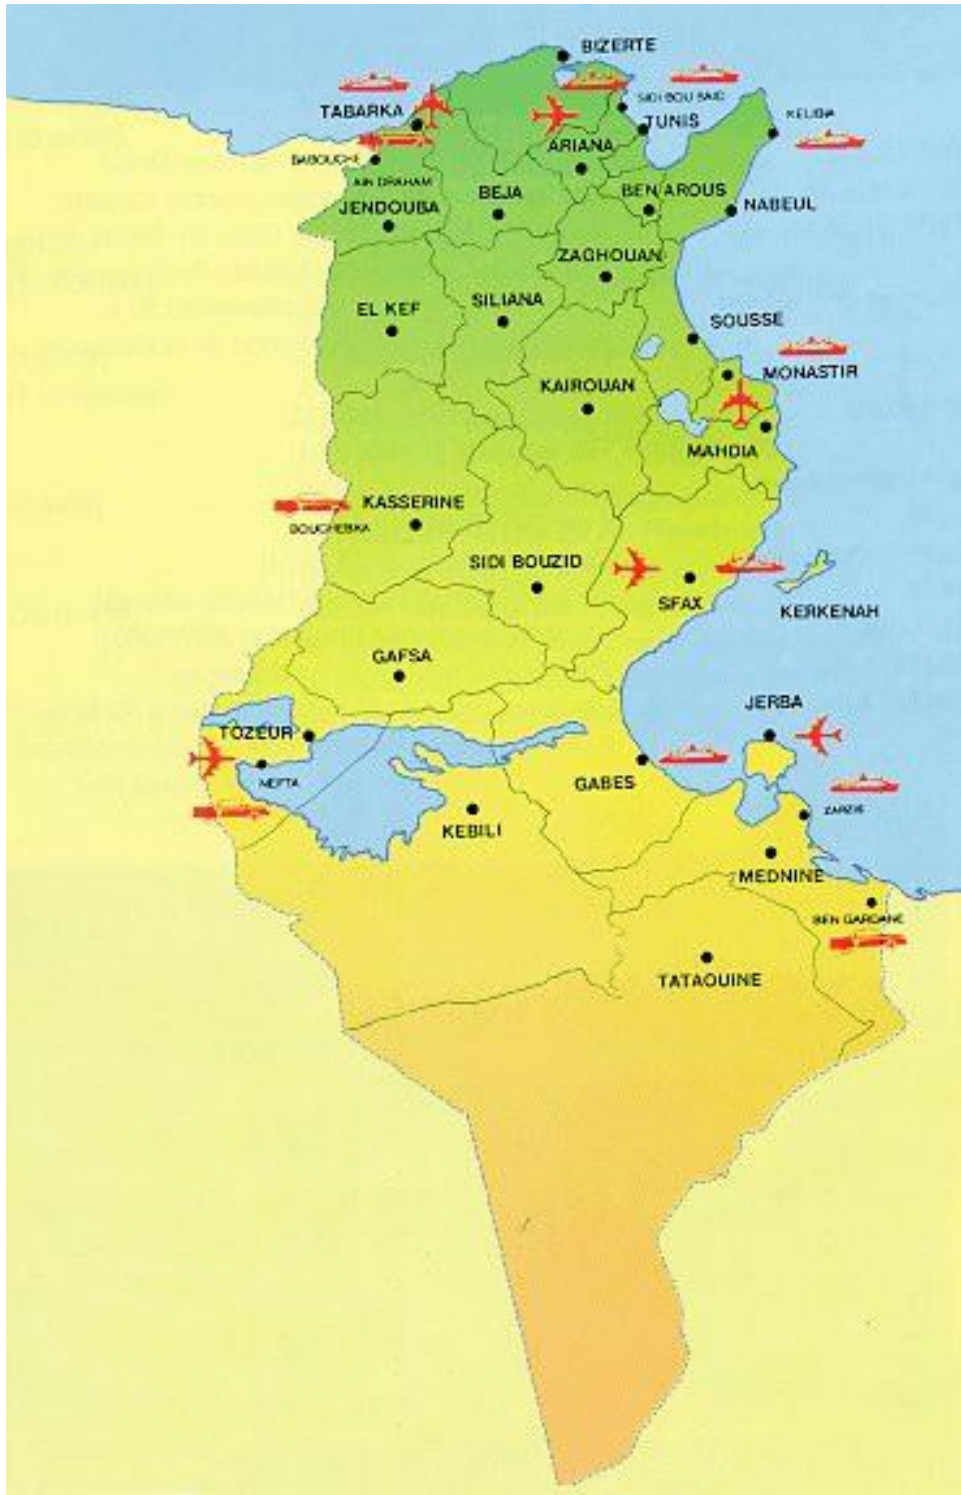 BIZERTE
SIDI BOU SAID
TABARKA
TUNIS
KELIBIA
ARIANA
BABOUCHE
AIN DRAHAM
BEJA
BEN AROUS
JENDOUBA
NABEUL
ZAGHOUAN
EL KEF
SILIANA
SOUSSE
MONASTIR
KAIROUAN
MAHDIA
KASSERINE
BOUCHEBKA
SIDI BOUZID
SFAX
KERKENAH
GAFSA
JERBA
TOZEUR
NEFTA
GABES
ZARZIS
KEBILI
MEDNINE
BEN GARDANE
TATAOUINE